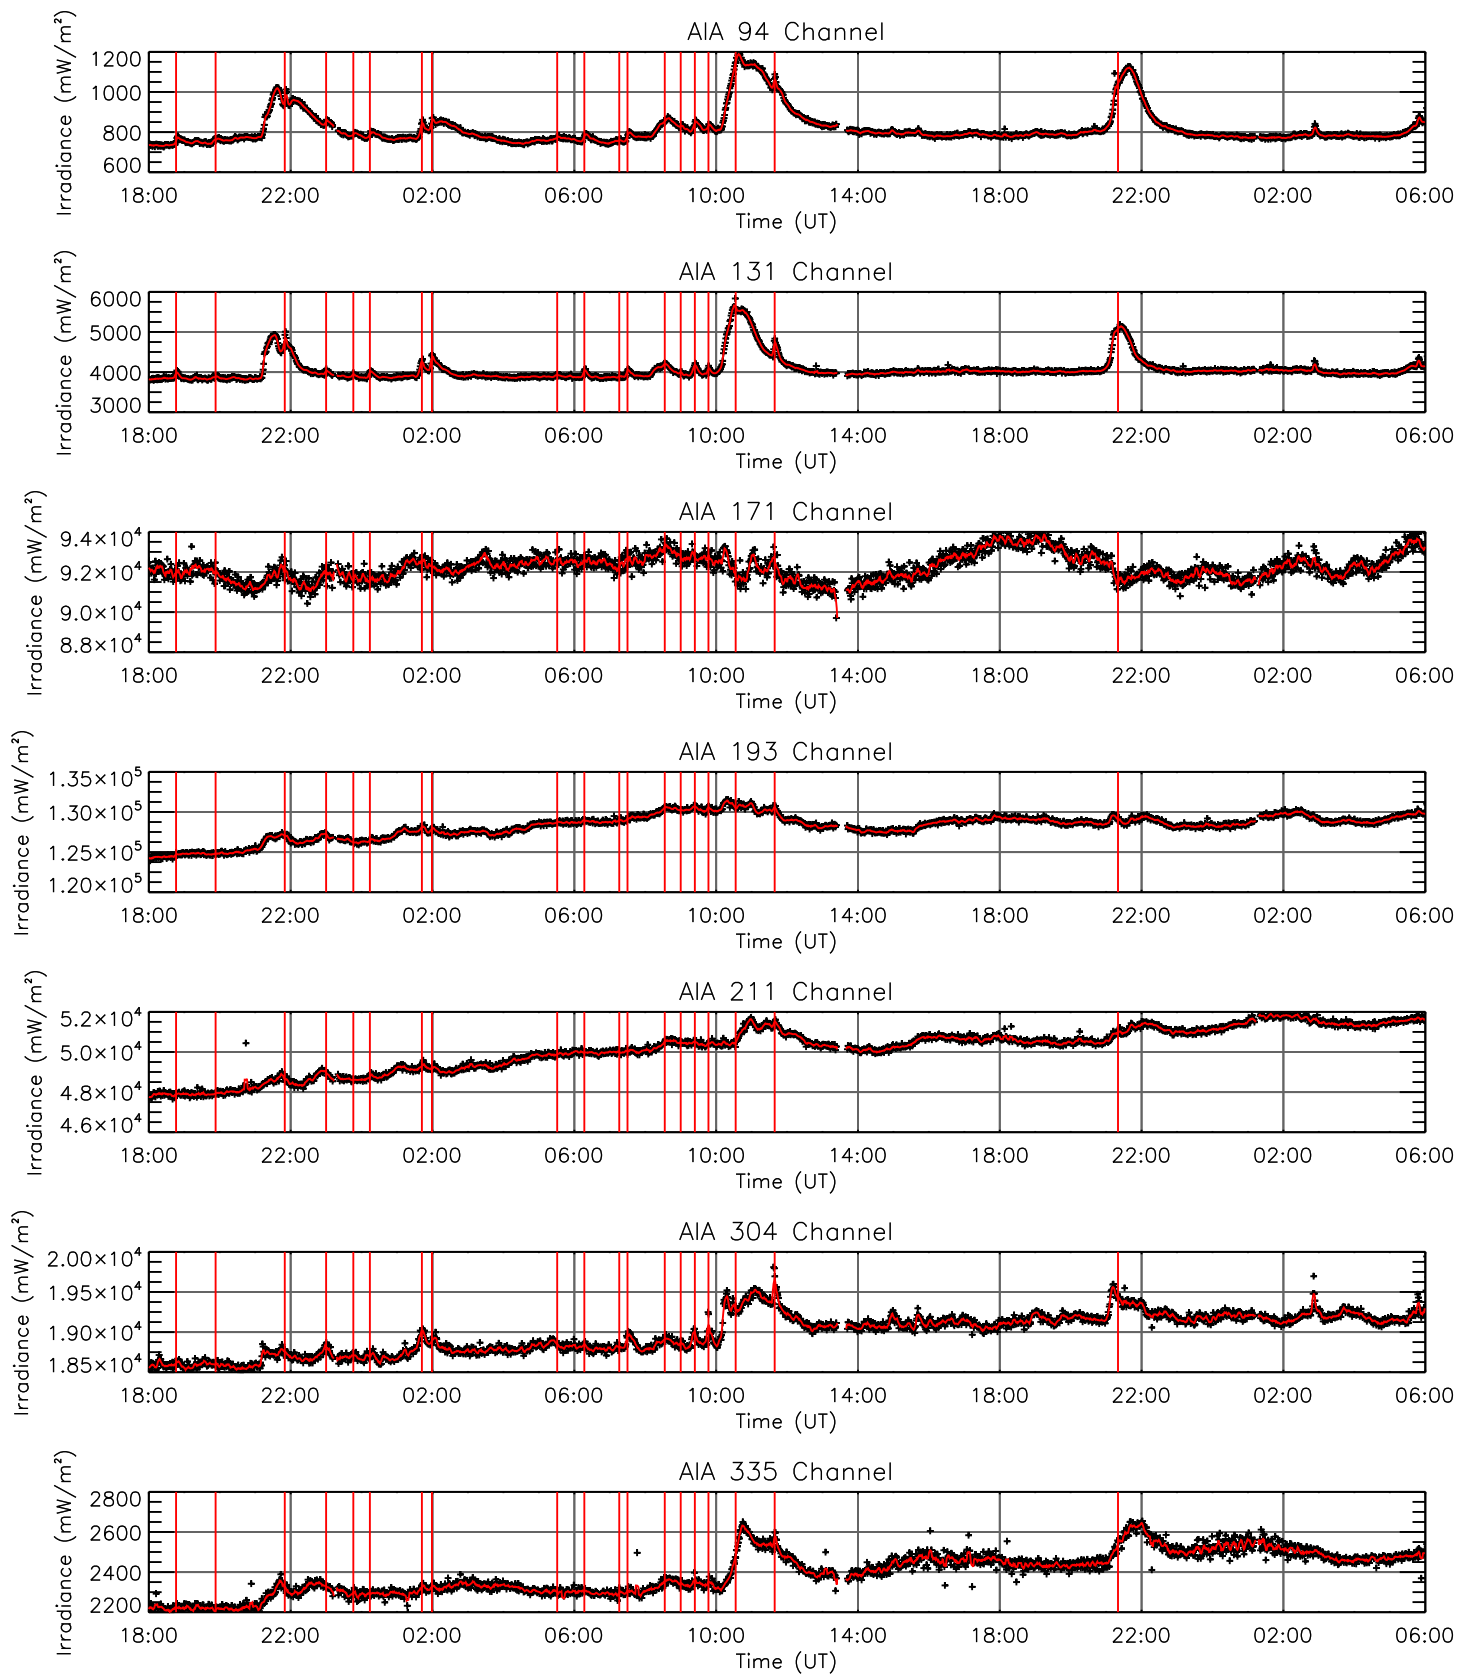 AIA 94 Channel
Irradiance (mW/m²)
1200
1000
800
600
18:00 22:00 02:00 06:00 10:00 14:00 18:00 22:00 02:00 06:00
Time (UT)
AIA 131 Channel
Irradiance (mW/m²)
6000
5000
4000
3000
18:00 22:00 02:00 06:00 10:00 14:00 18:00 22:00 02:00 06:00
Time (UT)
AIA 171 Channel
Irradiance (mW/m²)
9.4×10⁴
9.2×10⁴
9.0×10⁴
8.8×10⁴
18:00 22:00 02:00 06:00 10:00 14:00 18:00 22:00 02:00 06:00
Time (UT)
AIA 193 Channel
Irradiance (mW/m²)
1.35×10⁵
1.30×10⁵
1.25×10⁵
1.20×10⁵
18:00 22:00 02:00 06:00 10:00 14:00 18:00 22:00 02:00 06:00
Time (UT)
AIA 211 Channel
Irradiance (mW/m²)
5.2×10⁴
5.0×10⁴
4.8×10⁴
4.6×10⁴
18:00 22:00 02:00 06:00 10:00 14:00 18:00 22:00 02:00 06:00
Time (UT)
AIA 304 Channel
Irradiance (mW/m²)
2.00×10⁴
1.95×10⁴
1.90×10⁴
1.85×10⁴
18:00 22:00 02:00 06:00 10:00 14:00 18:00 22:00 02:00 06:00
Time (UT)
AIA 335 Channel
Irradiance (mW/m²)
2800
2600
2400
2200
18:00 22:00 02:00 06:00 10:00 14:00 18:00 22:00 02:00 06:00
Time (UT)